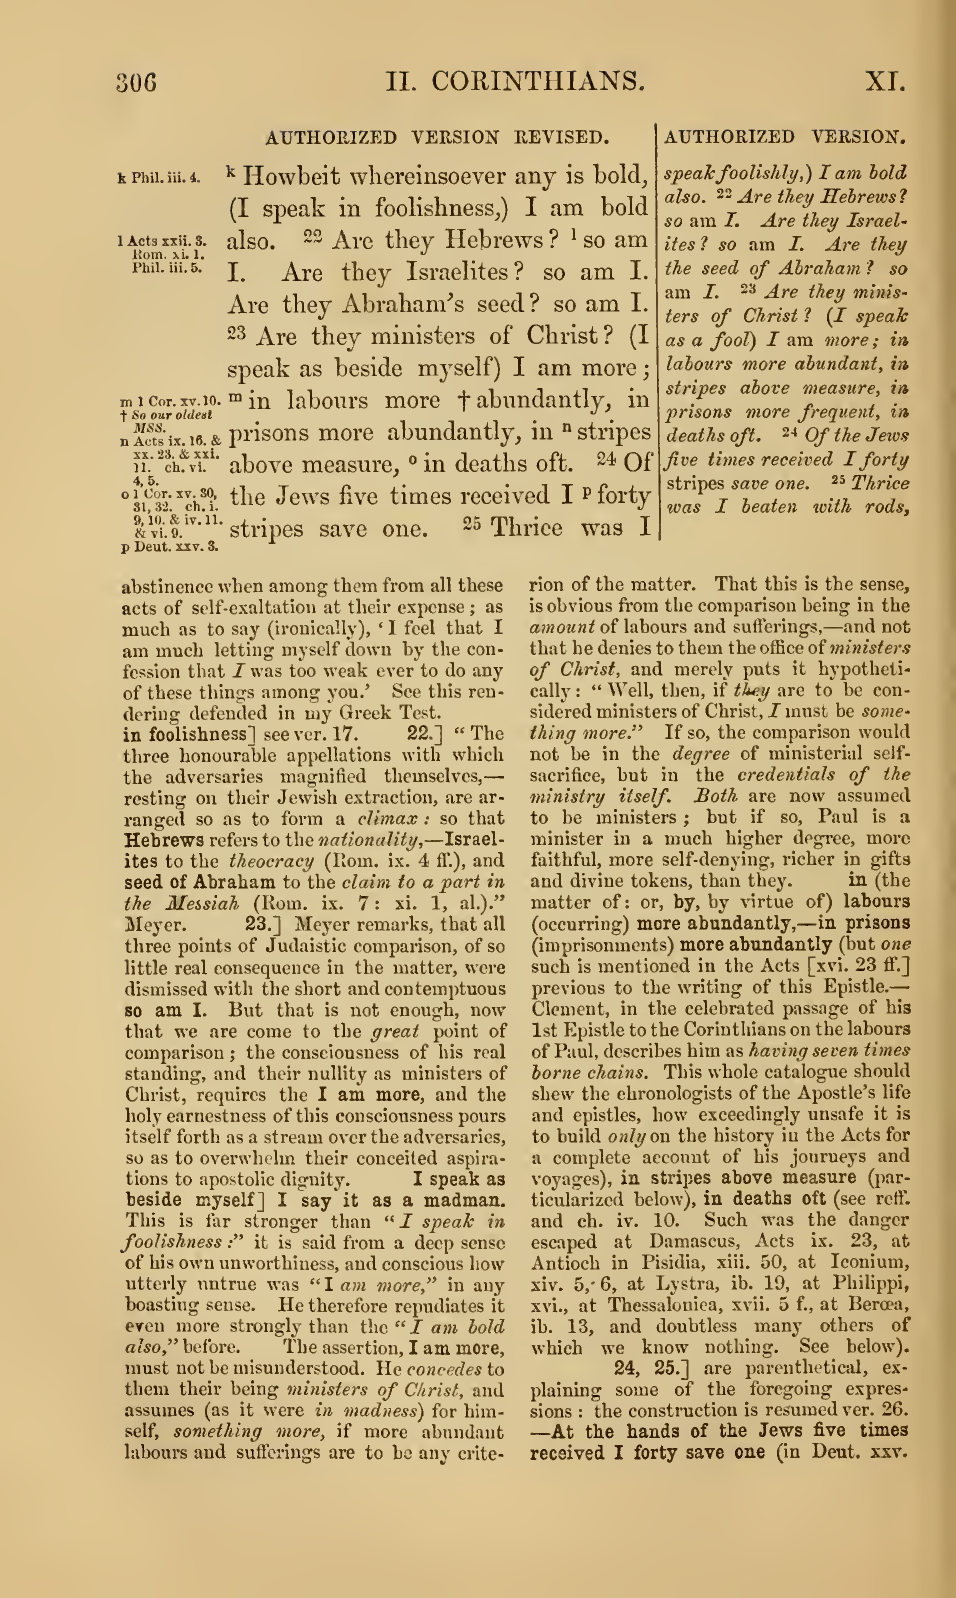 306 II. CORINTHIANS. XI.
AUTHORIZED VERSION REVISED.
k Phil. iii. 4.
l Acts xxii. 3.
Rom. xi. 1.
Phil. iii. 5.
m 1 Cor. xv. 10.
† So our oldest
MSS.
n Acts ix. 16. &
xx. 23. & xxi.
11. ch. vi.
4, 5.
o 1 Cor. xv. 30,
31, 32. ch. i.
9, 10. & iv. 11.
& vi. 9.
p Deut. xxv. 3.
k Howbeit whereinsoever any is bold,
(I speak in foolishness,) I am bold
also. 22 Are they Hebrews? l so am
I. Are they Israelites? so am I.
Are they Abraham's seed? so am I.
23 Are they ministers of Christ? (I
speak as beside myself) I am more;
m in labours more † abundantly, in
prisons more abundantly, in n stripes
above measure, o in deaths oft. 24 Of
the Jews five times received I p forty
stripes save one. 25 Thrice was I
AUTHORIZED VERSION.
speak foolishly,) I am bold
also. 22 Are they Hebrews?
so am I. Are they Israel-
ites? so am I. Are they
the seed of Abraham? so
am I. 23 Are they minis-
ters of Christ? (I speak
as a fool) I am more; in
labours more abundant, in
stripes above measure, in
prisons more frequent, in
deaths oft. 24 Of the Jews
five times received I forty
stripes save one. 25 Thrice
was I beaten with rods,
abstinence when among them from all these
acts of self-exaltation at their expense; as
much as to say (ironically), 'I feel that I
am much letting myself down by the con-
fession that I was too weak ever to do any
of these things among you.' See this ren-
dering defended in my Greek Test.
in foolishness] see ver. 17. 22.] "The
three honourable appellations with which
the adversaries magnified themselves,—
resting on their Jewish extraction, are ar-
ranged so as to form a climax: so that
Hebrews refers to the nationality,—Israel-
ites to the theocracy (Rom. ix. 4 ff.), and
seed of Abraham to the claim to a part in
the Messiah (Rom. ix. 7: xi. 1, al.)."
Meyer. 23.] Meyer remarks, that all
three points of Judaistic comparison, of so
little real consequence in the matter, were
dismissed with the short and contemptuous
so am I. But that is not enough, now
that we are come to the great point of
comparison; the consciousness of his real
standing, and their nullity as ministers of
Christ, requires the I am more, and the
holy earnestness of this consciousness pours
itself forth as a stream over the adversaries,
so as to overwhelm their conceited aspira-
tions to apostolic dignity. I speak as
beside myself] I say it as a madman.
This is far stronger than "I speak in
foolishness:" it is said from a deep sense
of his own unworthiness, and conscious how
utterly untrue was "I am more," in any
boasting sense. He therefore repudiates it
even more strongly than the "I am bold
also," before. The assertion, I am more,
must not be misunderstood. He concedes to
them their being ministers of Christ, and
assumes (as it were in madness) for him-
self, something more, if more abundant
labours and sufferings are to be any crite-
rion of the matter. That this is the sense,
is obvious from the comparison being in the
amount of labours and sufferings,—and not
that he denies to them the office of ministers
of Christ, and merely puts it hypotheti-
cally: "Well, then, if they are to be con-
sidered ministers of Christ, I must be some-
thing more." If so, the comparison would
not be in the degree of ministerial self-
sacrifice, but in the credentials of the
ministry itself. Both are now assumed
to be ministers; but if so, Paul is a
minister in a much higher degree, more
faithful, more self-denying, richer in gifts
and divine tokens, than they. in (the
matter of: or, by, by virtue of) labours
(occurring) more abundantly,—in prisons
(imprisonments) more abundantly (but one
such is mentioned in the Acts [xvi. 23 ff.]
previous to the writing of this Epistle.—
Clement, in the celebrated passage of his
1st Epistle to the Corinthians on the labours
of Paul, describes him as having seven times
borne chains. This whole catalogue should
shew the chronologists of the Apostle's life
and epistles, how exceedingly unsafe it is
to build only on the history in the Acts for
a complete account of his journeys and
voyages), in stripes above measure (par-
ticularized below), in deaths oft (see reff.
and ch. iv. 10. Such was the danger
escaped at Damascus, Acts ix. 23, at
Antioch in Pisidia, xiii. 50, at Iconium,
xiv. 5, 6, at Lystra, ib. 19, at Philippi,
xvi., at Thessalonica, xvii. 5 f., at Berœa,
ib. 13, and doubtless many others of
which we know nothing. See below).
24, 25.] are parenthetical, ex-
plaining some of the foregoing expres-
sions: the construction is resumed ver. 26.
—At the hands of the Jews five times
received I forty save one (in Deut. xxv.